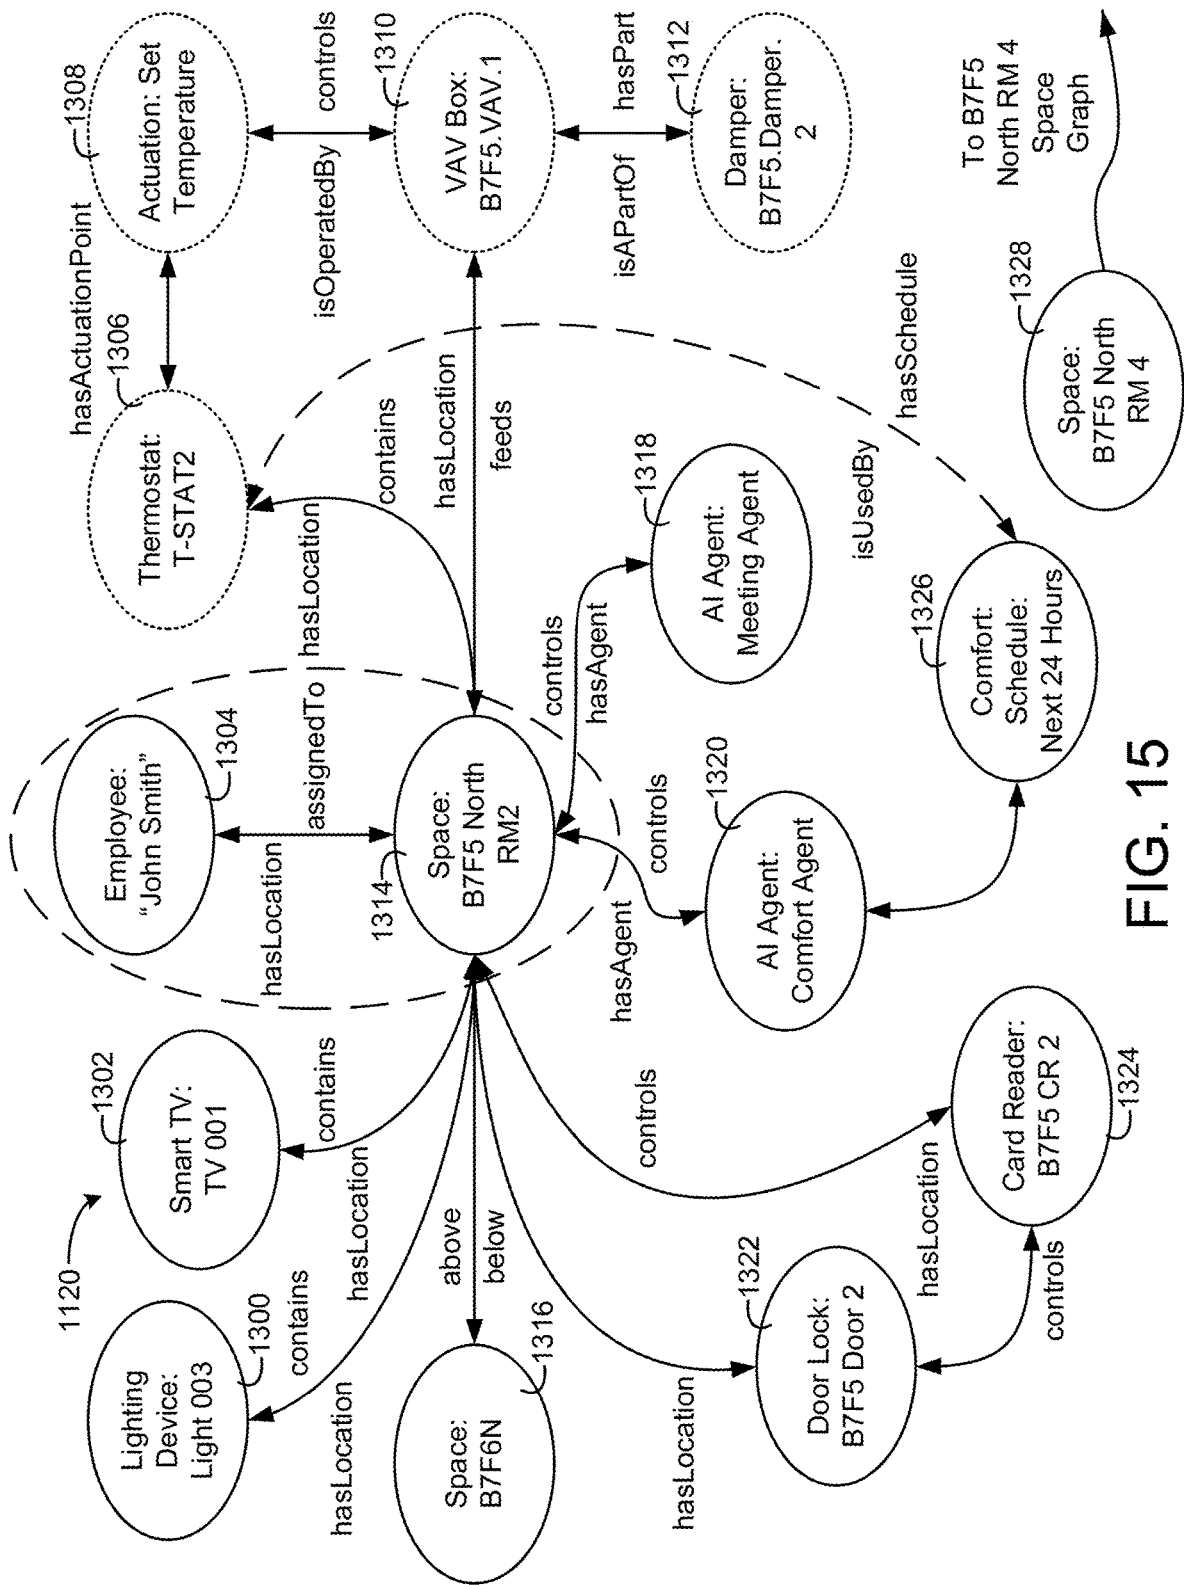 1120
Lighting
Device:
Light 003
1300
contains
hasLocation
Smart TV:
TV 001
1302
contains
hasLocation
Employee:
“John Smith”
1304
hasLocation
assignedTo
Thermostat:
T-STAT2
1306
hasActuationPoint
Actuation: Set
Temperature
1308
hasLocation
contains
isOperatedBy
controls
Space:
B7F6N
1316
above
below
Space:
B7F5 North
RM2
1314
hasLocation
feeds
VAV Box:
B7F5.VAV.1
1310
isAPartOf
hasPart
Damper:
B7F5.Damper.
2
1312
hasLocation
Door Lock:
B7F5 Door 2
1322
controls
hasAgent
controls
AI Agent:
Comfort Agent
1320
controls
hasAgent
AI Agent:
Meeting Agent
1318
isUsedBy
hasSchedule
hasLocation
controls
Card Reader:
B7F5 CR 2
1324
Comfort:
Schedule:
Next 24 Hours
1326
Space:
B7F5 North
RM 4
1328
To B7F5
North RM 4
Space
Graph
FIG. 15